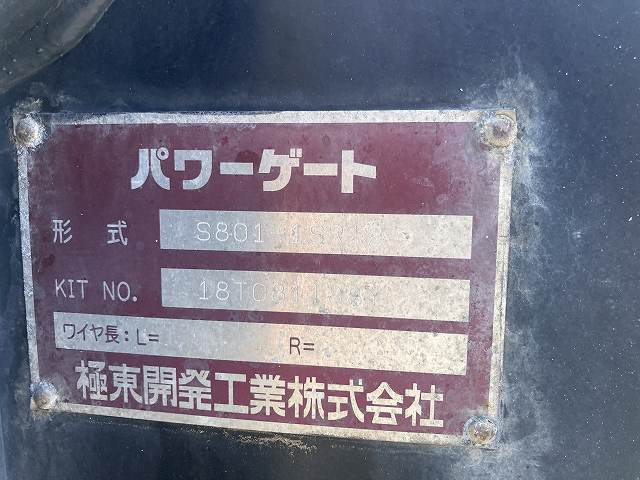 パワーゲート
形式 S801
KIT NO.
ワイヤ長:L= R=
極東開発工業株式会社